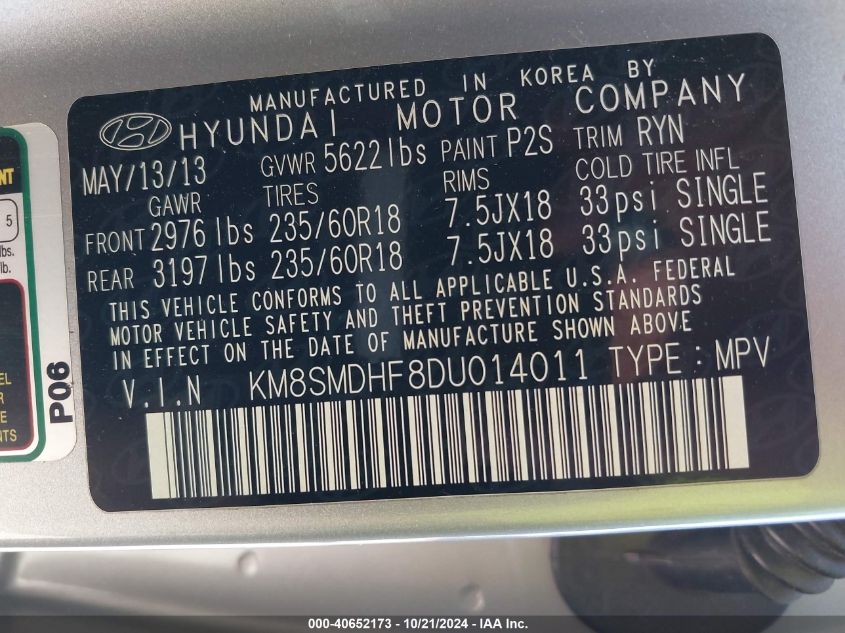 MANUFACTURED IN KOREA BY
HYUNDAI MOTOR COMPANY
MAY/13/13 GVWR 5622lbs PAINT P2S TRIM RYN
GAWR TIRES RIMS COLD TIRE INFL
FRONT 2976 lbs 235/60R18 7.5JX18 33psi SINGLE
REAR 3197 lbs 235/60R18 7.5JX18 33psi SINGLE
THIS VEHICLE CONFORMS TO ALL APPLICABLE U.S.A. FEDERAL
MOTOR VEHICLE SAFETY AND THEFT PREVENTION STANDARDS
IN EFFECT ON THE DATE OF MANUFACTURE SHOWN ABOVE
V.I.N KM8SMDHF8DU014011 TYPE : MPV
P06
5
lbs.
lb.
000-40652173 - 10/21/2024 - IAA Inc.